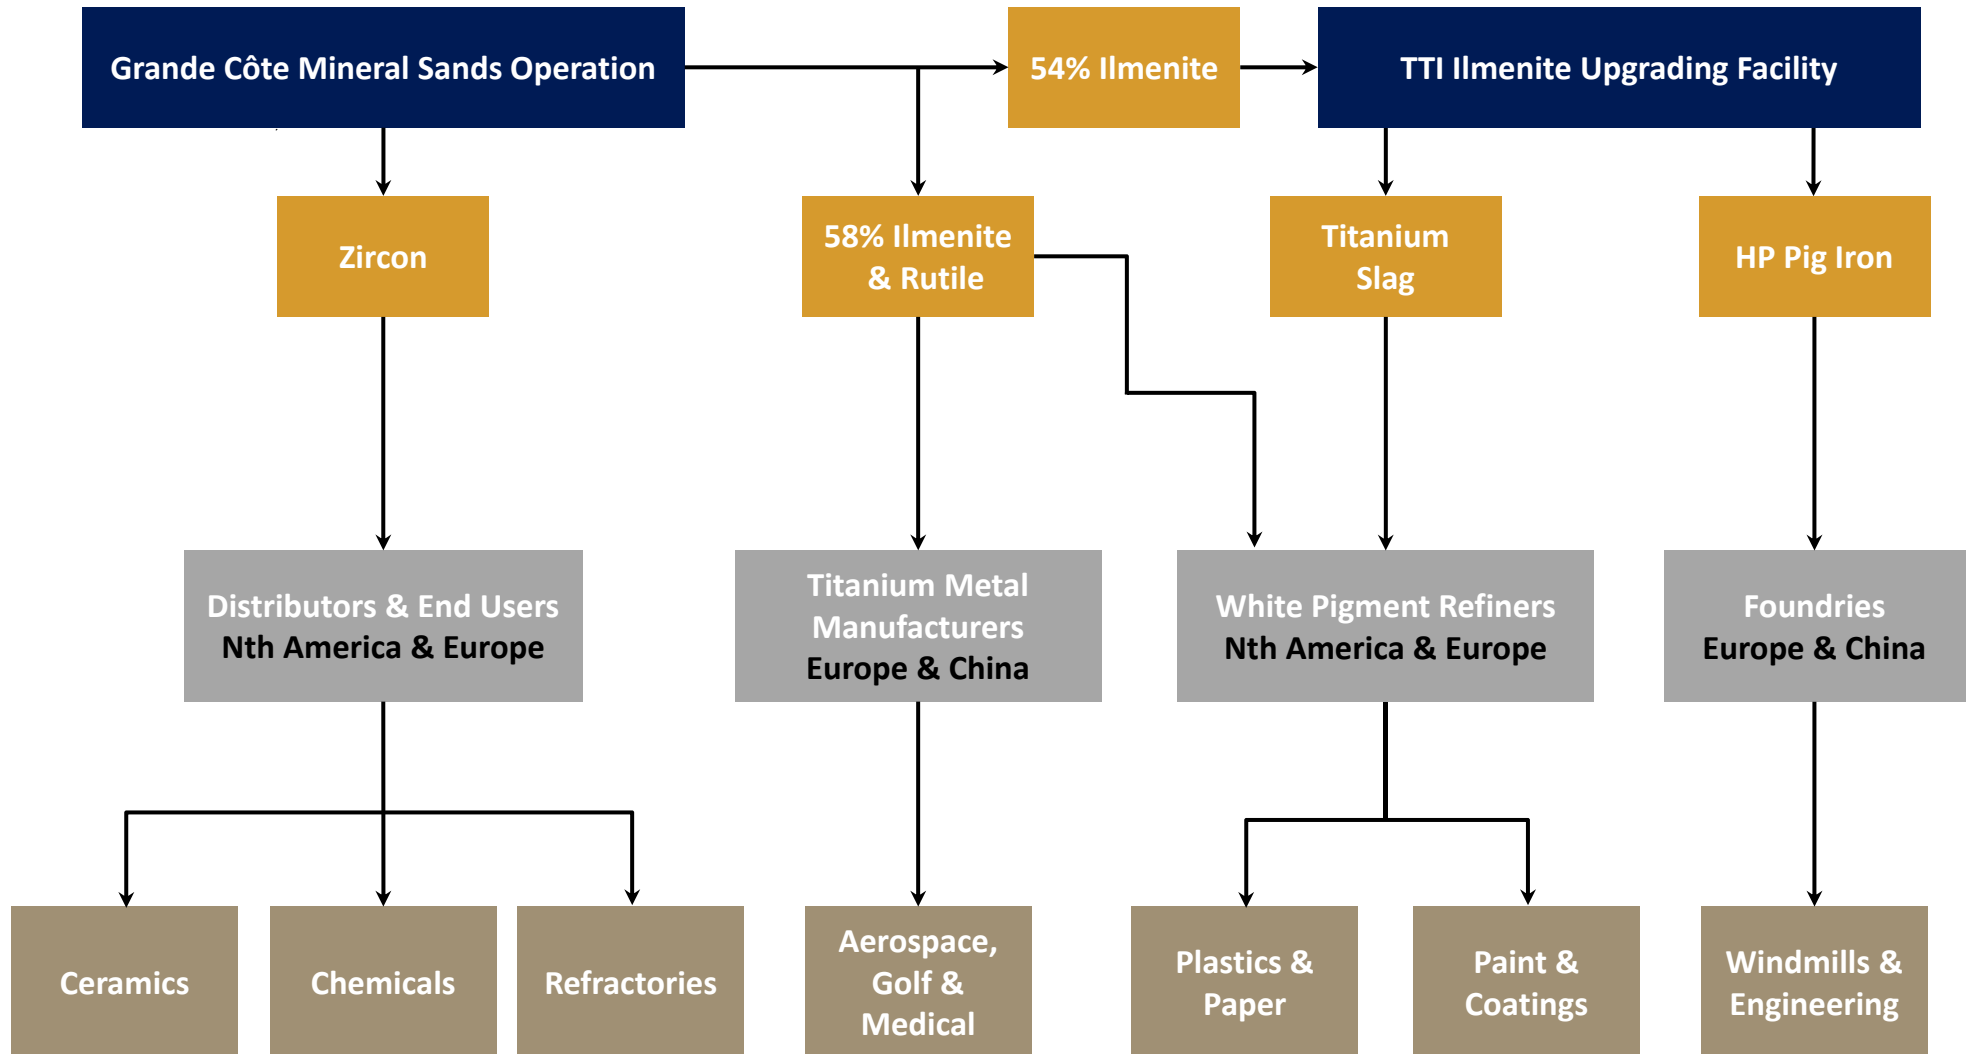 Grande Côte Mineral Sands Operation
54% Ilmenite
TTI Ilmenite Upgrading Facility
Zircon
58% Ilmenite
& Rutile
Titanium
Slag
HP Pig Iron
Distributors & End Users
Nth America & Europe
Titanium Metal
Manufacturers
Europe & China
White Pigment Refiners
Nth America & Europe
Foundries
Europe & China
Ceramics
Chemicals
Refractories
Aerospace,
Golf &
Medical
Plastics &
Paper
Paint &
Coatings
Windmills &
Engineering